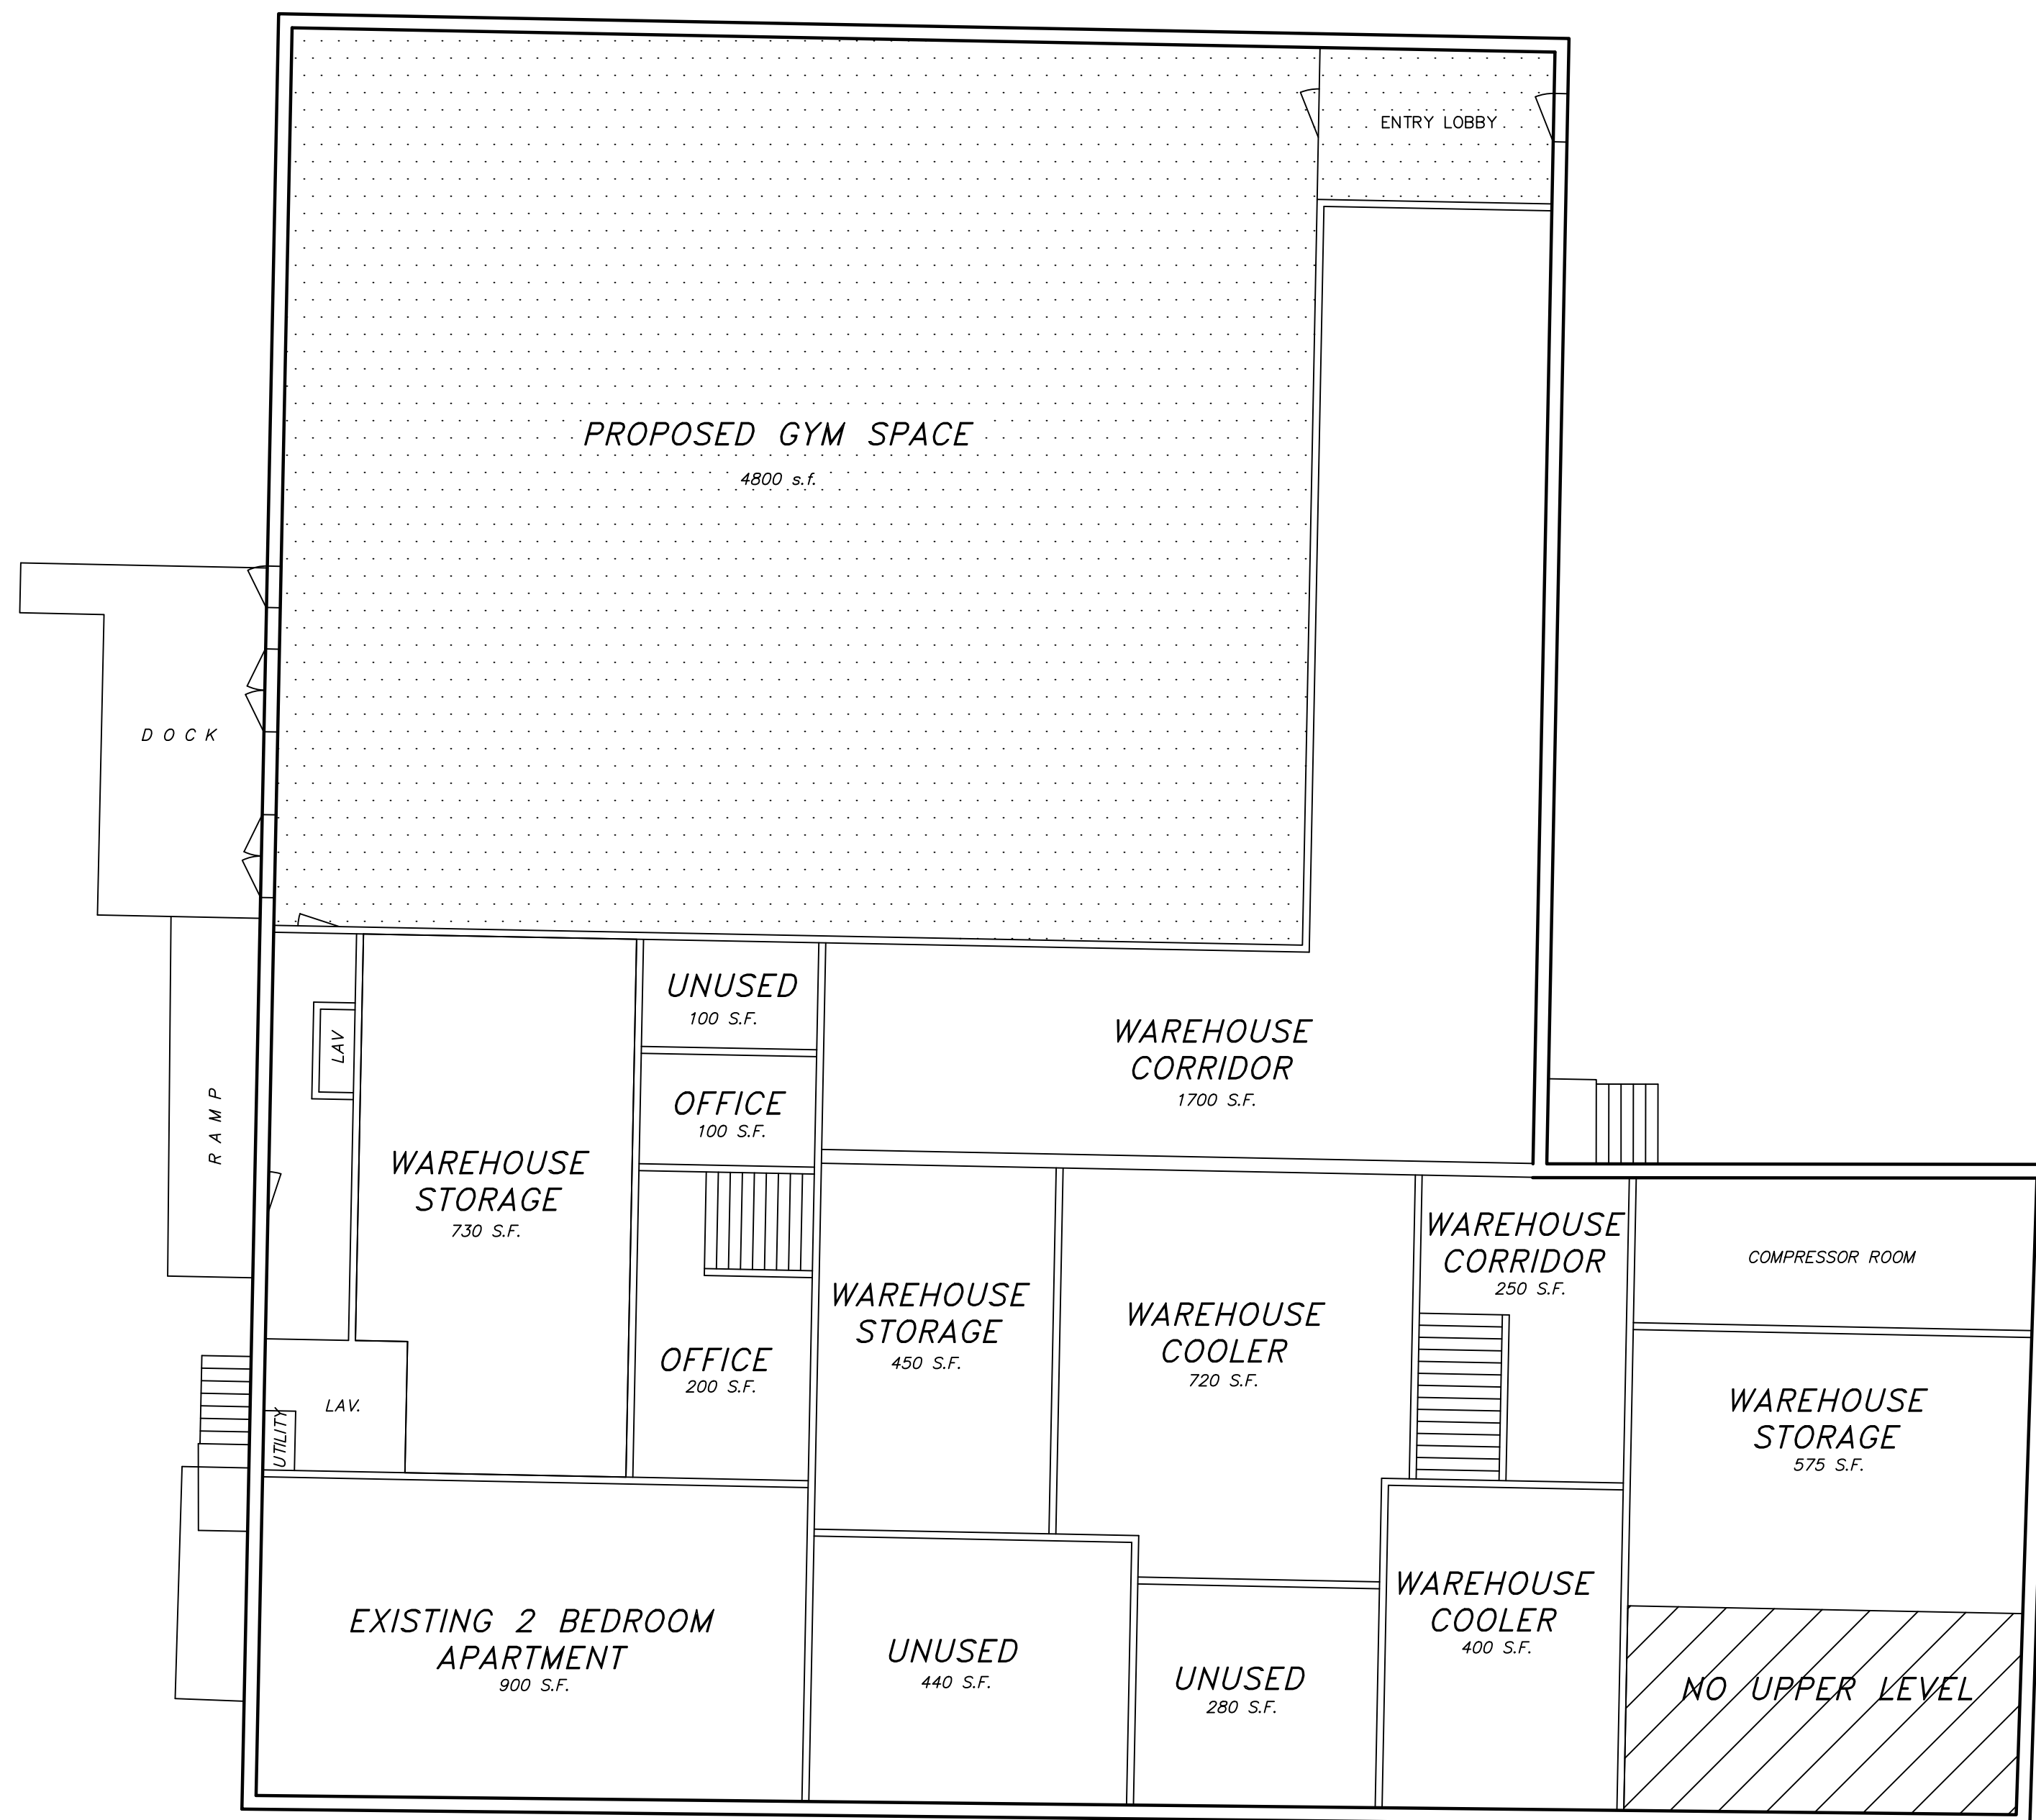 ENTRY LOBBY
PROPOSED GYM SPACE
4800 s.f.
DOCK
UNUSED
100 S.F.
WAREHOUSE
CORRIDOR
1700 S.F.
LAV
OFFICE
100 S.F.
RAMP
WAREHOUSE
STORAGE
730 S.F.
WAREHOUSE
CORRIDOR
250 S.F.
COMPRESSOR ROOM
WAREHOUSE
STORAGE
450 S.F.
WAREHOUSE
COOLER
720 S.F.
OFFICE
200 S.F.
WAREHOUSE
STORAGE
575 S.F.
LAV.
UTILITY
EXISTING 2 BEDROOM
APARTMENT
900 S.F.
UNUSED
440 S.F.
UNUSED
280 S.F.
WAREHOUSE
COOLER
400 S.F.
NO UPPER LEVEL